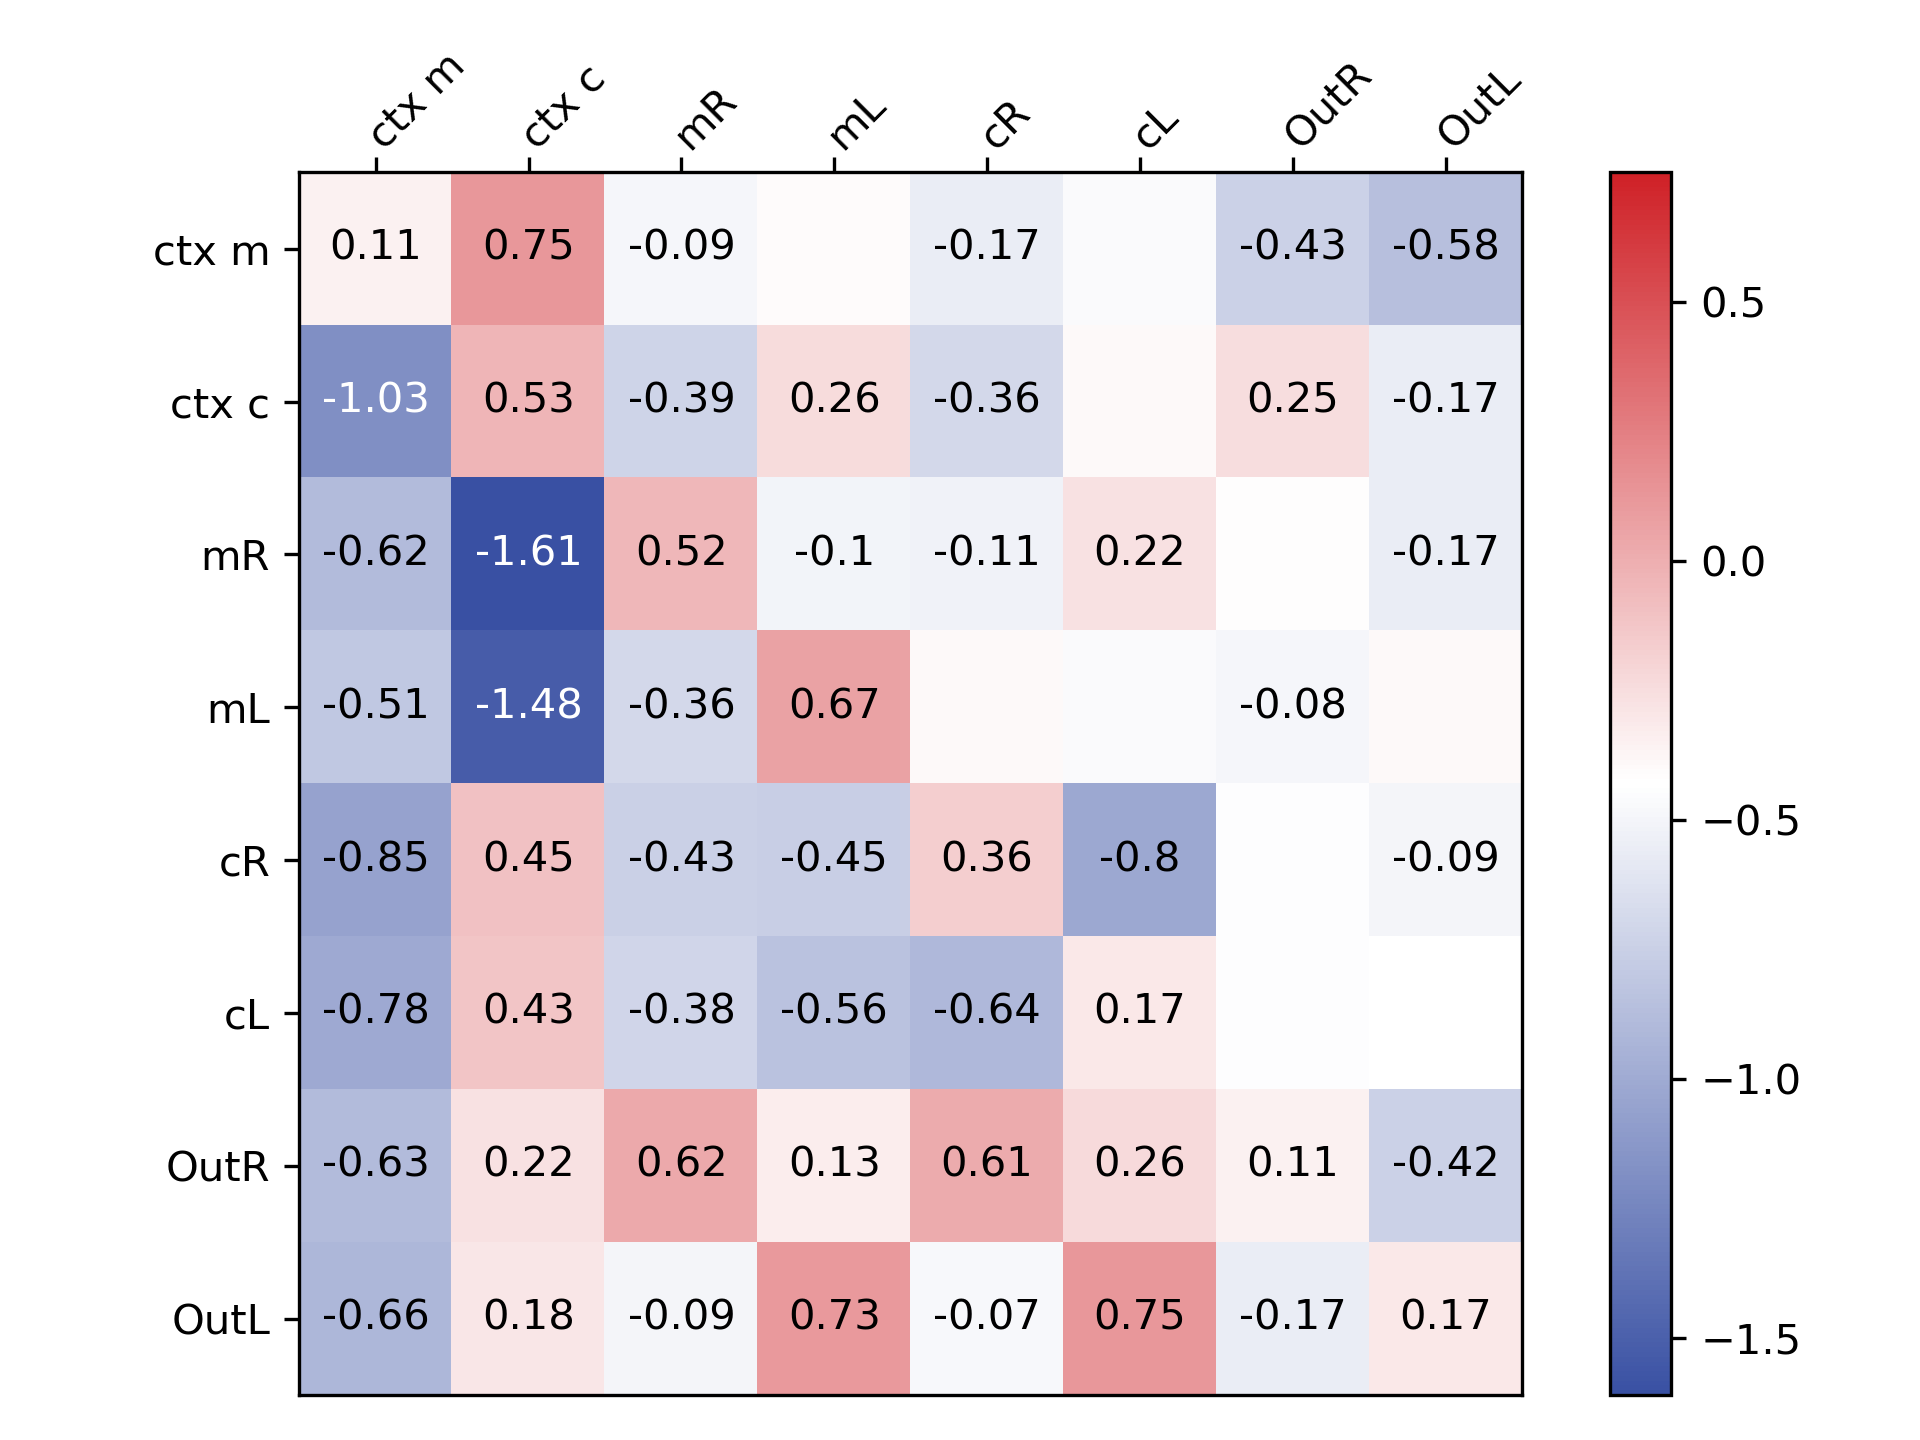 ctx m ctx c mR mL cR cL OutR OutL
ctx m 0.11 0.75 -0.09 -0.17 -0.43 -0.58
ctx c -1.03 0.53 -0.39 0.26 -0.36 0.25 -0.17
mR -0.62 -1.61 0.52 -0.1 -0.11 0.22 -0.17
mL -0.51 -1.48 -0.36 0.67 -0.08
cR -0.85 0.45 -0.43 -0.45 0.36 -0.8 -0.09
cL -0.78 0.43 -0.38 -0.56 -0.64 0.17
OutR -0.63 0.22 0.62 0.13 0.61 0.26 0.11 -0.42
OutL -0.66 0.18 -0.09 0.73 -0.07 0.75 -0.17 0.17
0.5
0.0
−0.5
−1.0
−1.5